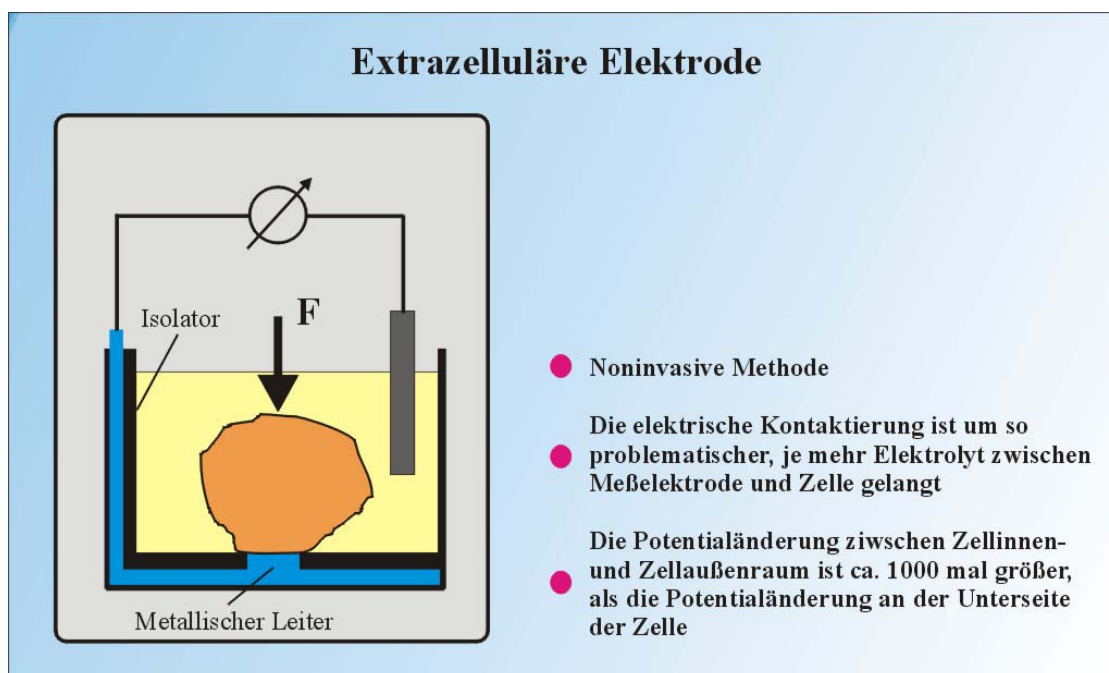 Extrazelluläre Elektrode
F
Isolator
Metallischer Leiter
Noninvasive Methode
Die elektrische Kontaktierung ist um so
problematischer, je mehr Elektrolyt zwischen
Meßelektrode und Zelle gelangt
Die Potentialänderung ziwschen Zellinnen-
und Zellaußenraum ist ca. 1000 mal größer,
als die Potentialänderung an der Unterseite
der Zelle